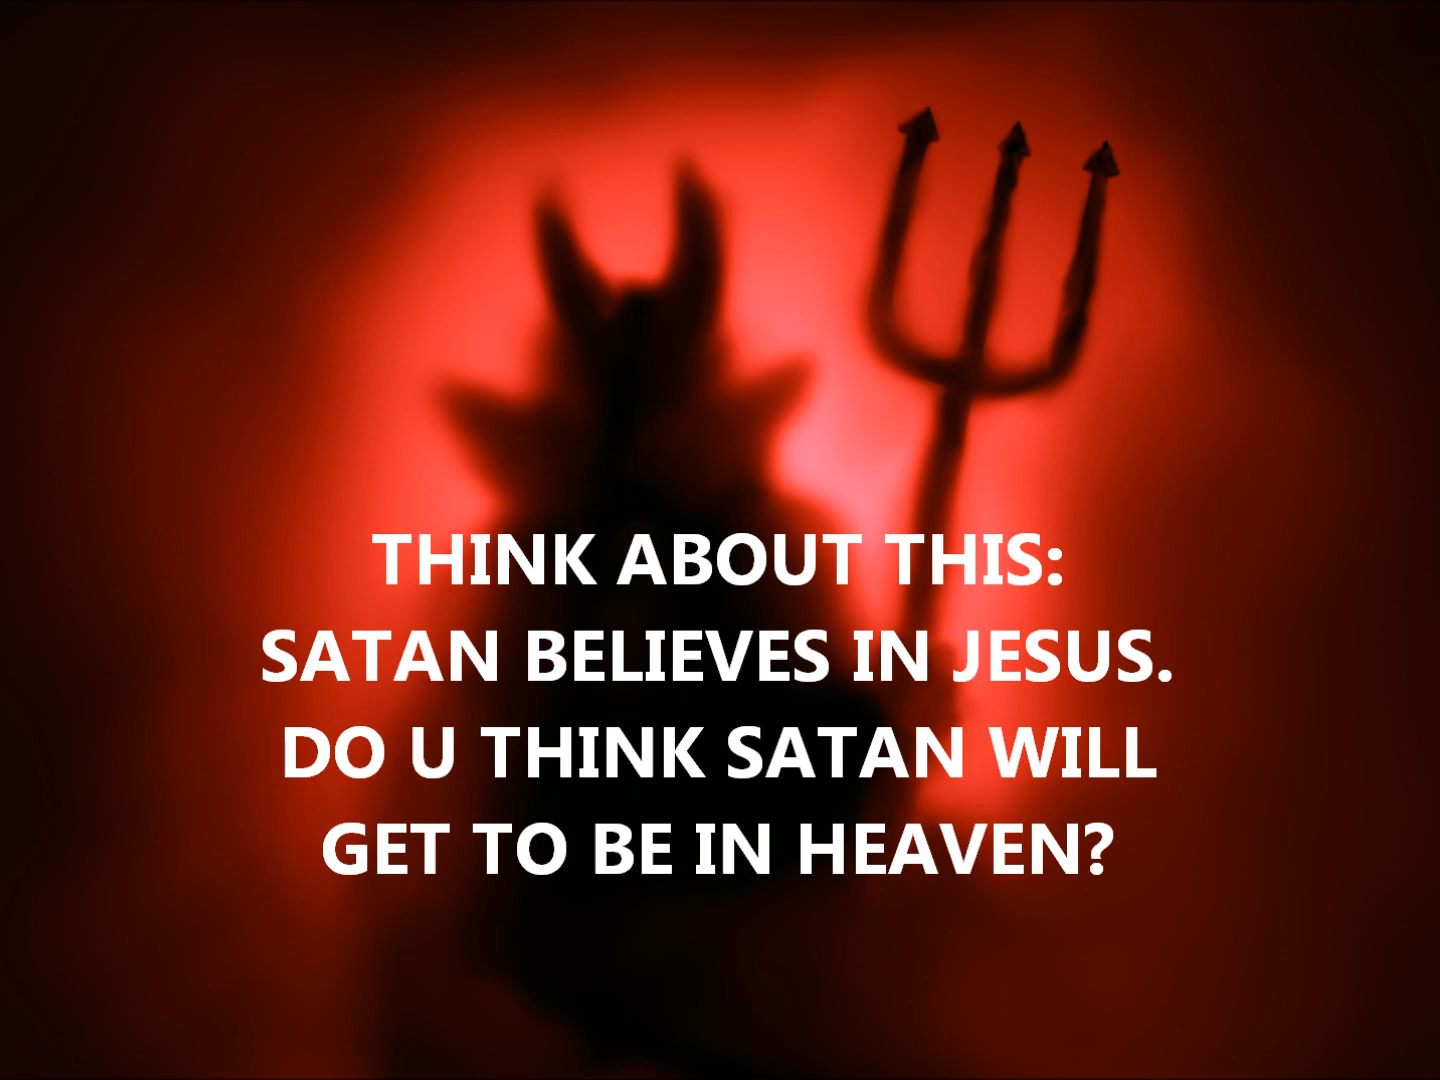 THINK ABOUT THIS:
SATAN BELIEVES IN JESUS.
DO U THINK SATAN WILL
GET TO BE IN HEAVEN?